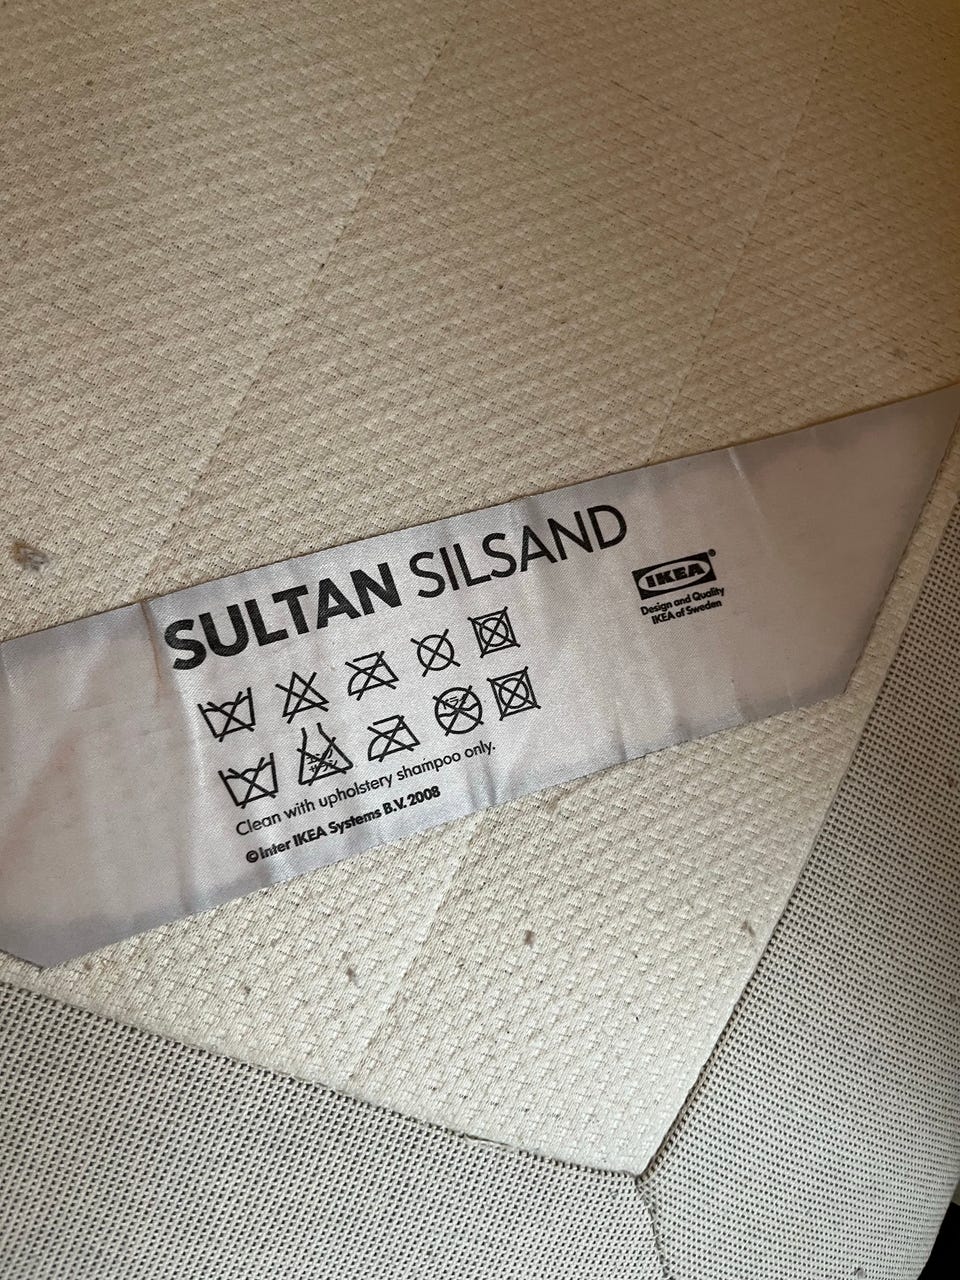 SULTAN SILSAND
IKEA®
Design and Quality
IKEA of Sweden
Clean with upholstery shampoo only.
© Inter IKEA Systems B.V. 2008